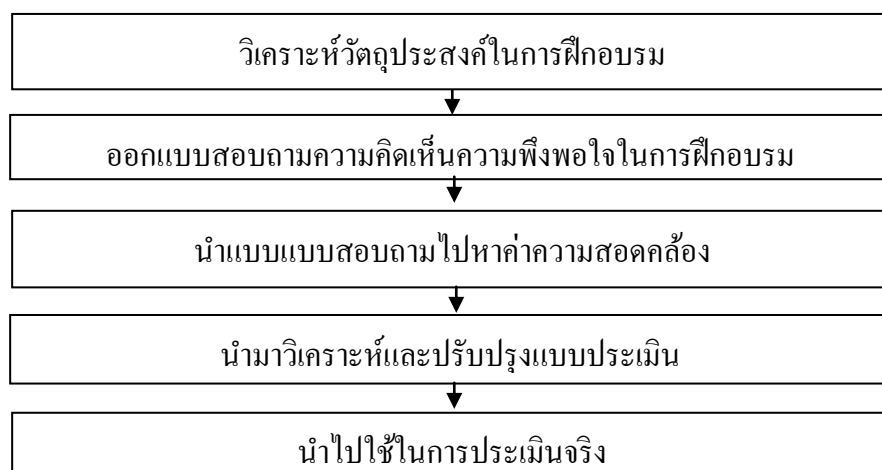 วิเคราะห์วัตถุประสงค์ในการฝึกอบรม
ออกแบบสอบถามความคิดเห็นความพึงพอใจในการฝึกอบรม
นำแบบแบบสอบถามไปหาค่าความสอดคล้อง
นำมาวิเคราะห์และปรับปรุงแบบประเมิน
นำไปใช้ในการประเมินจริง